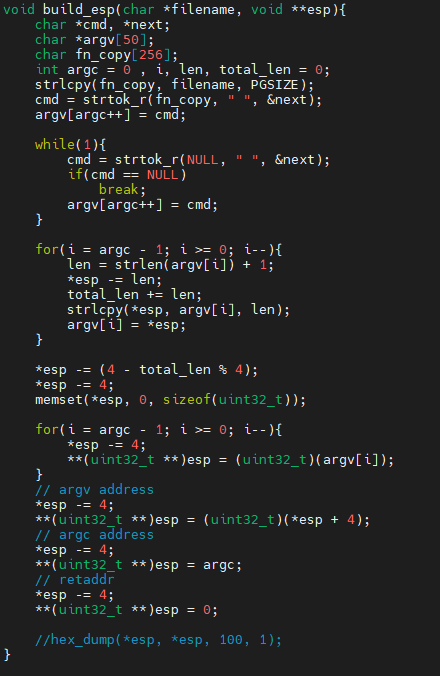 void build_esp(char *filename, void **esp){
    char *cmd, *next;
    char *argv[50];
    char fn_copy[256];
    int argc = 0 , i, len, total_len = 0;
    strlcpy(fn_copy, filename, PGSIZE);
    cmd = strtok_r(fn_copy, " ", &next);
    argv[argc++] = cmd;

    while(1){
        cmd = strtok_r(NULL, " ", &next);
        if(cmd == NULL)
            break;
        argv[argc++] = cmd;
    }

    for(i = argc - 1; i >= 0; i--){
        len = strlen(argv[i]) + 1;
        *esp -= len;
        total_len += len;
        strlcpy(*esp, argv[i], len);
        argv[i] = *esp;
    }

    *esp -= (4 - total_len % 4);
    *esp -= 4;
    memset(*esp, 0, sizeof(uint32_t));

    for(i = argc - 1; i >= 0; i--){
        *esp -= 4;
        **(uint32_t **)esp = (uint32_t)(argv[i]);
    }
    // argv address
    *esp -= 4;
    **(uint32_t **)esp = (uint32_t)(*esp + 4);
    // argc address
    *esp -= 4;
    **(uint32_t **)esp = argc;
    // retaddr
    *esp -= 4;
    **(uint32_t **)esp = 0;

    //hex_dump(*esp, *esp, 100, 1);
}